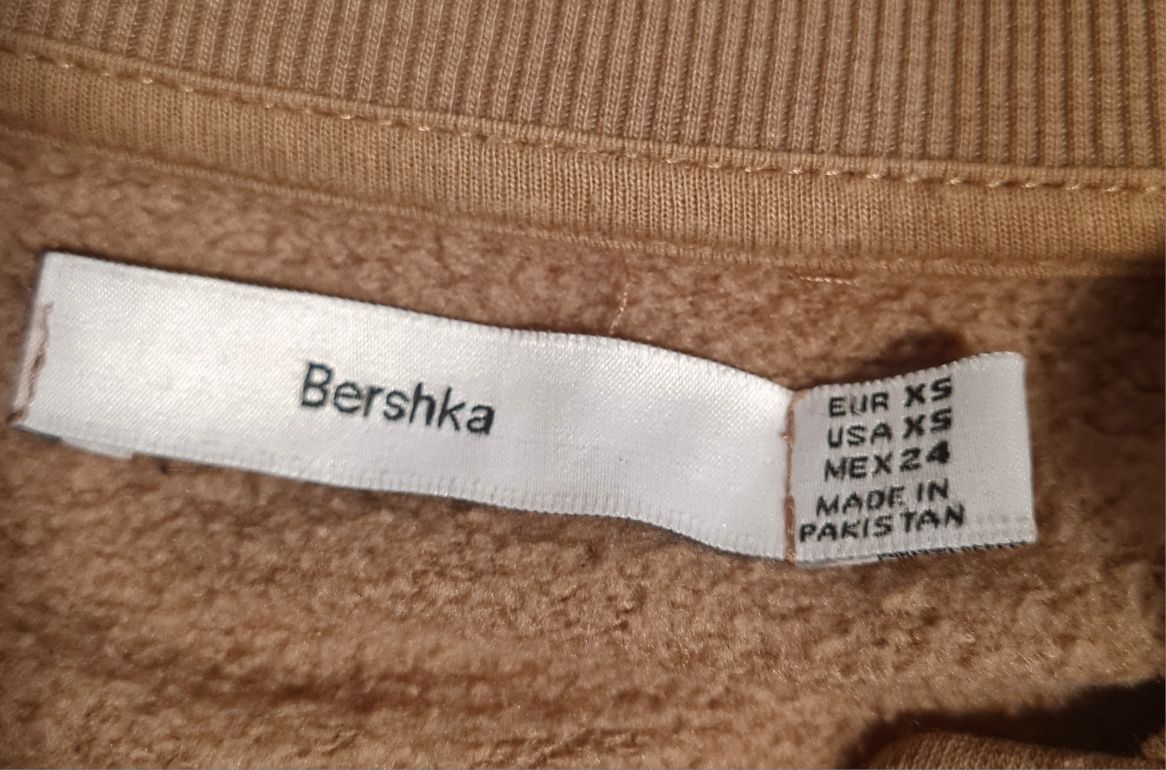 Bershka
EUR XS
USA XS
MEX 24
MADE IN
PAKISTAN